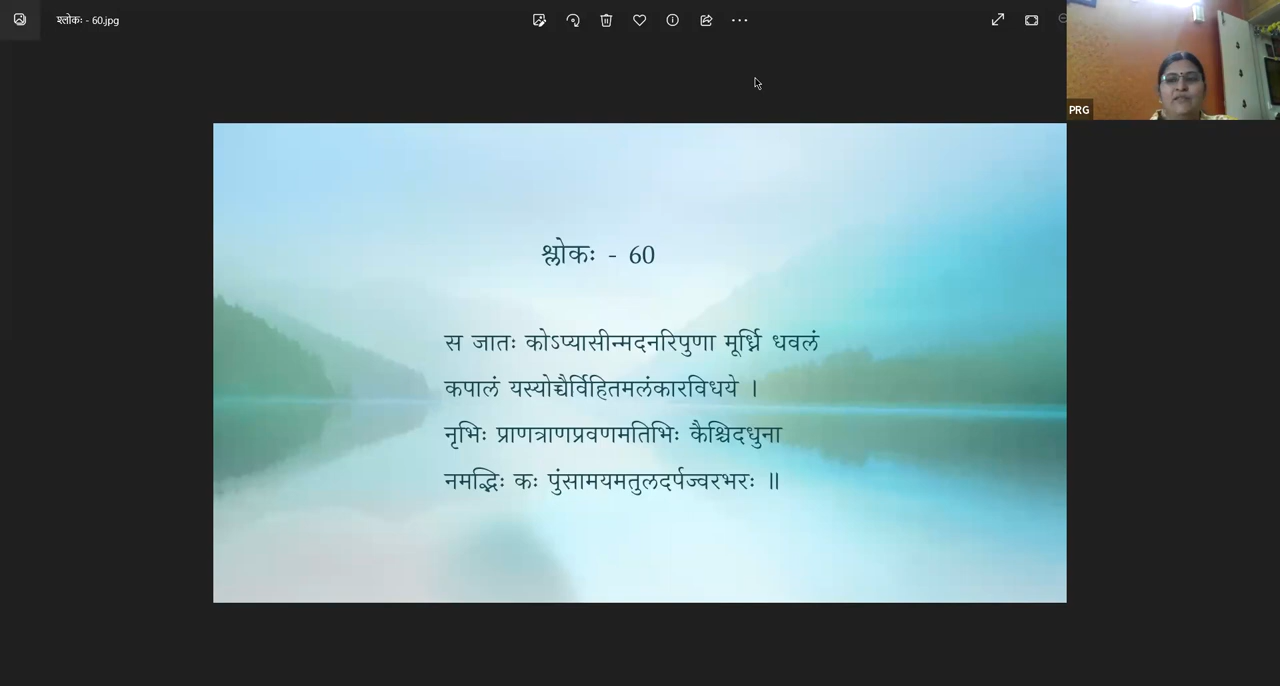 श्लोकः - 60.jpg
PRG
श्लोकः - 60
स जातः कोऽप्यासीन्मदनरिपुणा मूर्ध्नि धवलं
कपालं यस्योच्चैर्विहितमलंकारविधये ।
नृभिः प्राणत्राणप्रवणमतिभिः कैश्चिदधुना
नमद्भिः कः पुंसामयमतुलदर्पज्वरभरः ॥